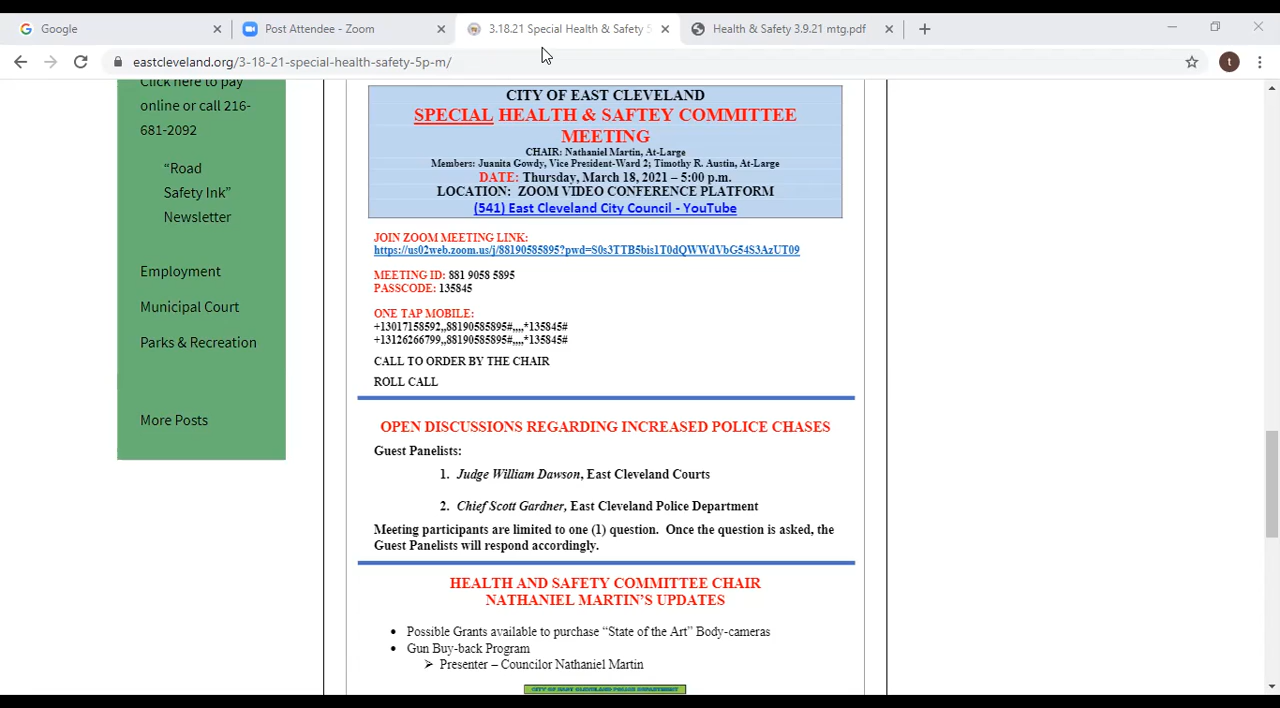 Google
Post Attendee - Zoom
3.18.21 Special Health & Safety 5
Health & Safety 3.9.21 mtg.pdf
eastcleveland.org/3-18-21-special-health-safety-5p-m/
t
Click here to pay
online or call 216-
681-2092
“Road
Safety Ink”
Newsletter
Employment
Municipal Court
Parks & Recreation
More Posts
CITY OF EAST CLEVELAND
SPECIAL HEALTH & SAFTEY COMMITTEE
MEETING
CHAIR: Nathaniel Martin, At-Large
Members: Juanita Gowdy, Vice President-Ward 2; Timothy R. Austin, At-Large
DATE: Thursday, March 18, 2021 – 5:00 p.m.
LOCATION: ZOOM VIDEO CONFERENCE PLATFORM
(541) East Cleveland City Council - YouTube
JOIN ZOOM MEETING LINK:
https://us02web.zoom.us/j/88190585895?pwd=S0s3TTB5bis1T0dQWWdVbG54S3AzUT09
MEETING ID: 881 9058 5895
PASSCODE: 135845
ONE TAP MOBILE:
+13017158592,,88190585895#,,,,*135845#
+13126266799,,88190585895#,,,,*135845#
CALL TO ORDER BY THE CHAIR
ROLL CALL
OPEN DISCUSSIONS REGARDING INCREASED POLICE CHASES
Guest Panelists:
1. Judge William Dawson, East Cleveland Courts
2. Chief Scott Gardner, East Cleveland Police Department
Meeting participants are limited to one (1) question. Once the question is asked, the
Guest Panelists will respond accordingly.
HEALTH AND SAFETY COMMITTEE CHAIR
NATHANIEL MARTIN’S UPDATES
• Possible Grants available to purchase “State of the Art” Body-cameras
• Gun Buy-back Program
➢ Presenter – Councilor Nathaniel Martin
CITY OF EAST CLEVELAND POLICE DEPARTMENT